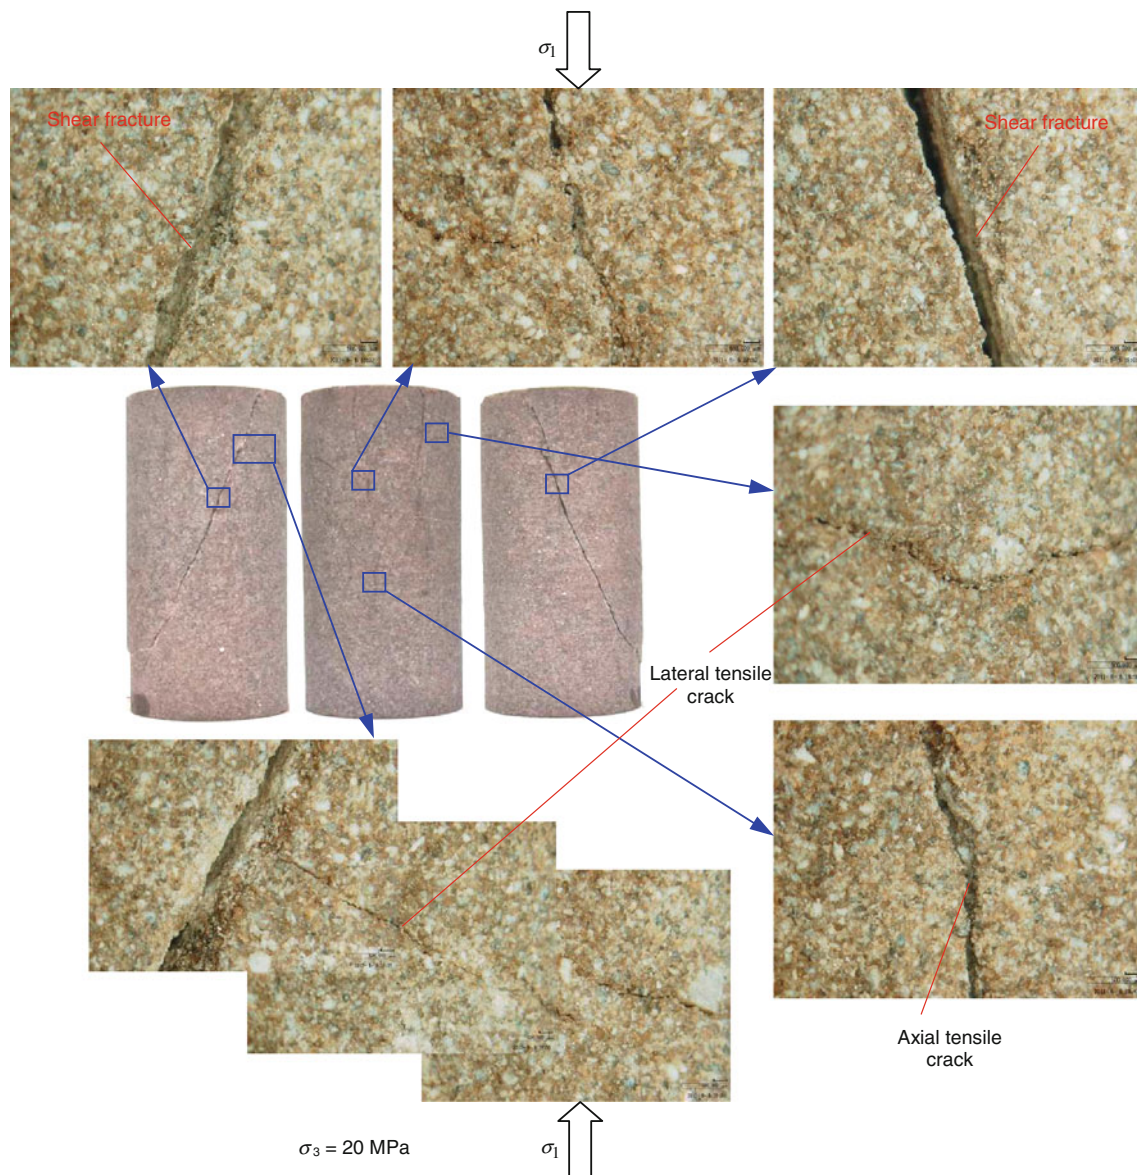 σ1
Shear fracture
Shear fracture
Lateral tensile
crack
Axial tensile
crack
σ3 = 20 MPa
σ1